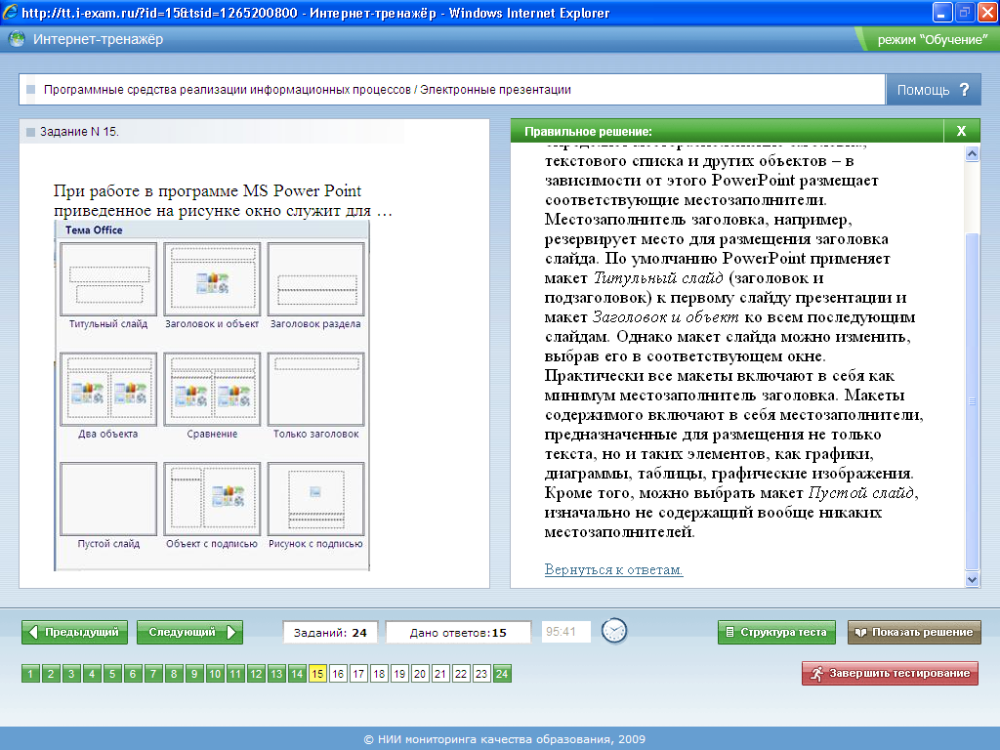 http://tt.i-exam.ru/?id=15&tsid=1265200800 - Интернет-тренажёр - Windows Internet Explorer
Интернет-тренажёр
режим “Обучение”
Программные средства реализации информационных процессов / Электронные презентации
Помощь ?
Задание N 15.
При работе в программе MS Power Point
приведенное на рисунке окно служит для …
Тема Office
Титульный слайд
Заголовок и объект
Заголовок раздела
Два объекта
Сравнение
Только заголовок
Пустой слайд
Объект с подписью
Рисунок с подписью
Правильное решение:
X
текстового списка и других объектов – в
зависимости от этого PowerPoint размещает
соответствующие местозаполнители.
Местозаполнитель заголовка, например,
резервирует место для размещения заголовка
слайда. По умолчанию PowerPoint применяет
макет Титульный слайд (заголовок и
подзаголовок) к первому слайду презентации и
макет Заголовок и объект ко всем последующим
слайдам. Однако макет слайда можно изменить,
выбрав его в соответствующем окне.
Практически все макеты включают в себя как
минимум местозаполнитель заголовка. Макеты
содержимого включают в себя местозаполнители,
предназначенные для размещения не только
текста, но и таких элементов, как графики,
диаграммы, таблицы, графические изображения.
Кроме того, можно выбрать макет Пустой слайд,
изначально не содержащий вообще никаких
местозаполнителей.
Вернуться к ответам.
Предыдущий
Следующий
Заданий: 24
Дано ответов:15
95:41
Структура теста
Показать решение
1 2 3 4 5 6 7 8 9 10 11 12 13 14 15 16 17 18 19 20 21 22 23 24
Завершить тестирование
© НИИ мониторинга качества образования, 2009